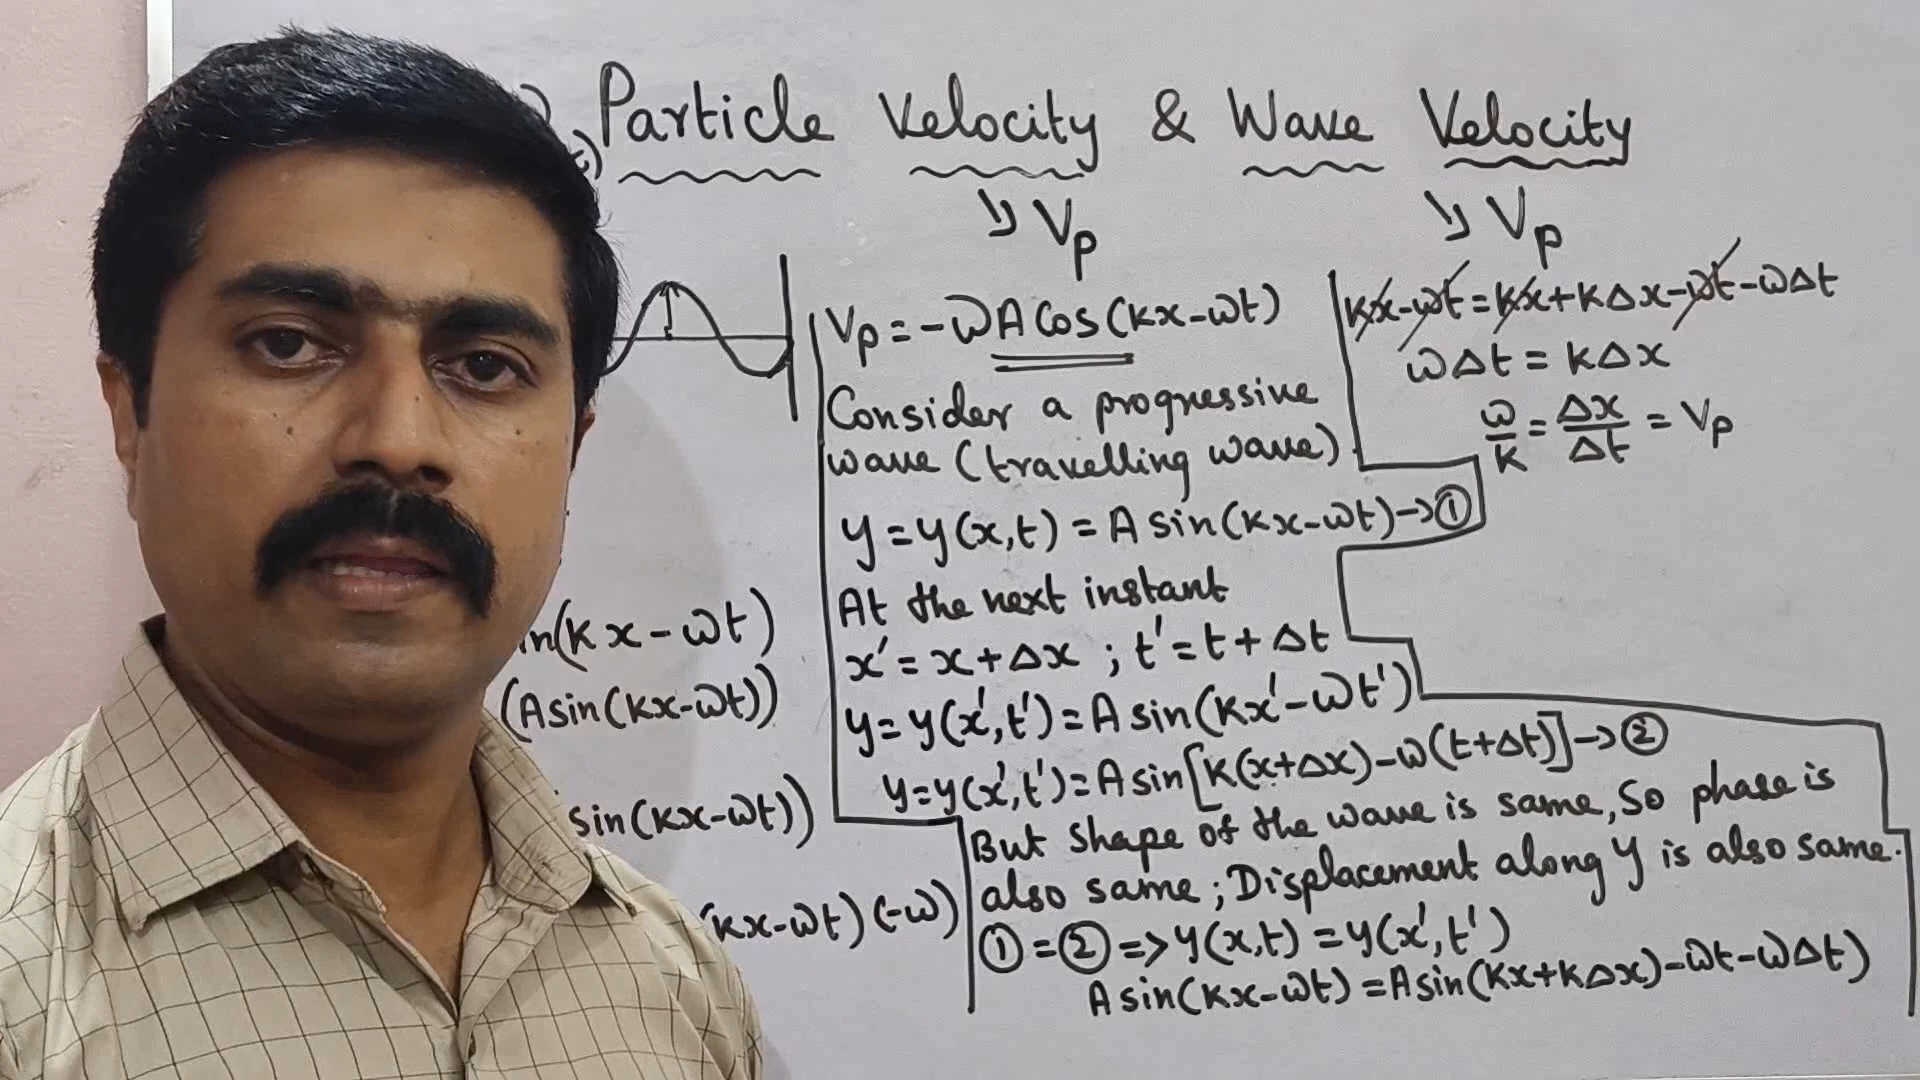 Particle Velocity & Wave Velocity
↘ Vp
↘ Vp
t)
in(kx-ωt)
(Asin(kx-ωt))
sin(kx-ωt))
(kx-ωt)(-ω)
Vp = -ωA Cos(kx-ωt)
Consider a progressive
wave (travelling wave).
y = y(x,t) = A sin(kx-ωt) → ①
At the next instant
x' = x+Δx ; t' = t+Δt
y = y(x',t') = A sin(kx'-ωt')
y=y(x',t') = A sin[k(x+Δx)-ω(t+Δt)] → ②
But shape of the wave is same, So phase is
also same; Displacement along y is also same.
① = ② => y(x,t) = y(x',t')
A sin(kx-ωt) = A sin(kx+kΔx)-ωt-ωΔt)
kx-ωt = kx+kΔx-ωt-ωΔt
ωΔt = kΔx
ω/k = Δx/Δt = Vp